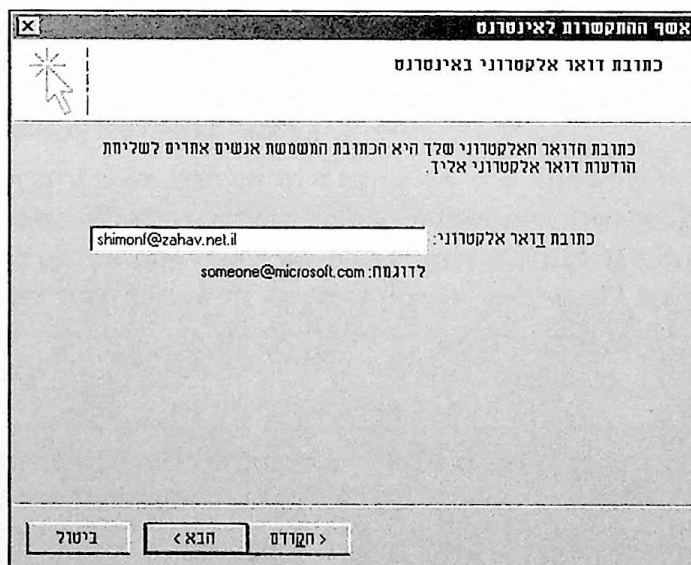 אשף ההתקשרות לאינטרנט
כתובת דואר אלקטרוני באינטרנט
כתובת הדואר האלקטרוני שלך היא הכתובת המשמשת אנשים אחרים לשליחת
הודעות דואר אלקטרוני אליך.
כתובת דואר אלקטרוני: shimonf@zahav.net.il
לדוגמה: someone@microsoft.com
< הקודם הבא > ביטול